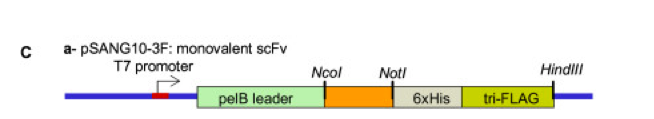 C
a- pSANG10-3F: monovalent scFv
T7 promoter
NcoI
NotI
HindIII
pelB leader
6xHis
tri-FLAG